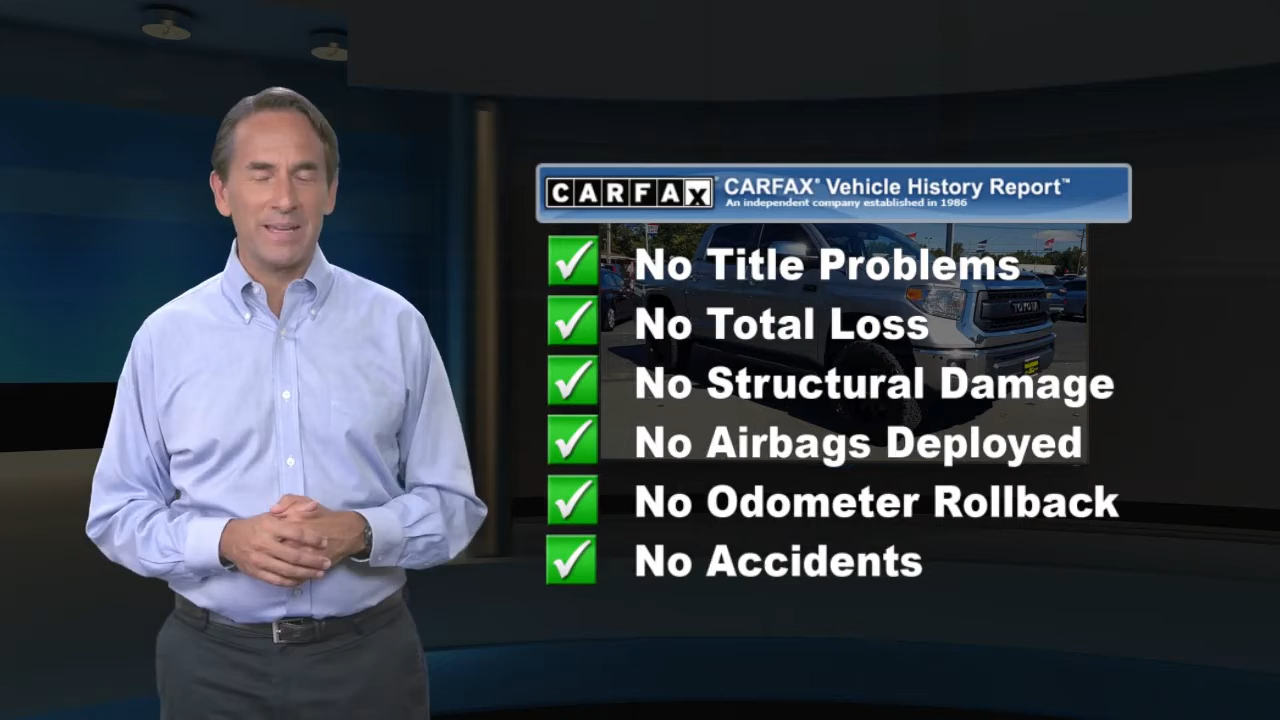 CARFAX
CARFAX® Vehicle History Report™
An independent company established in 1986
No Title Problems
No Total Loss
No Structural Damage
No Airbags Deployed
No Odometer Rollback
No Accidents
TOYOTA